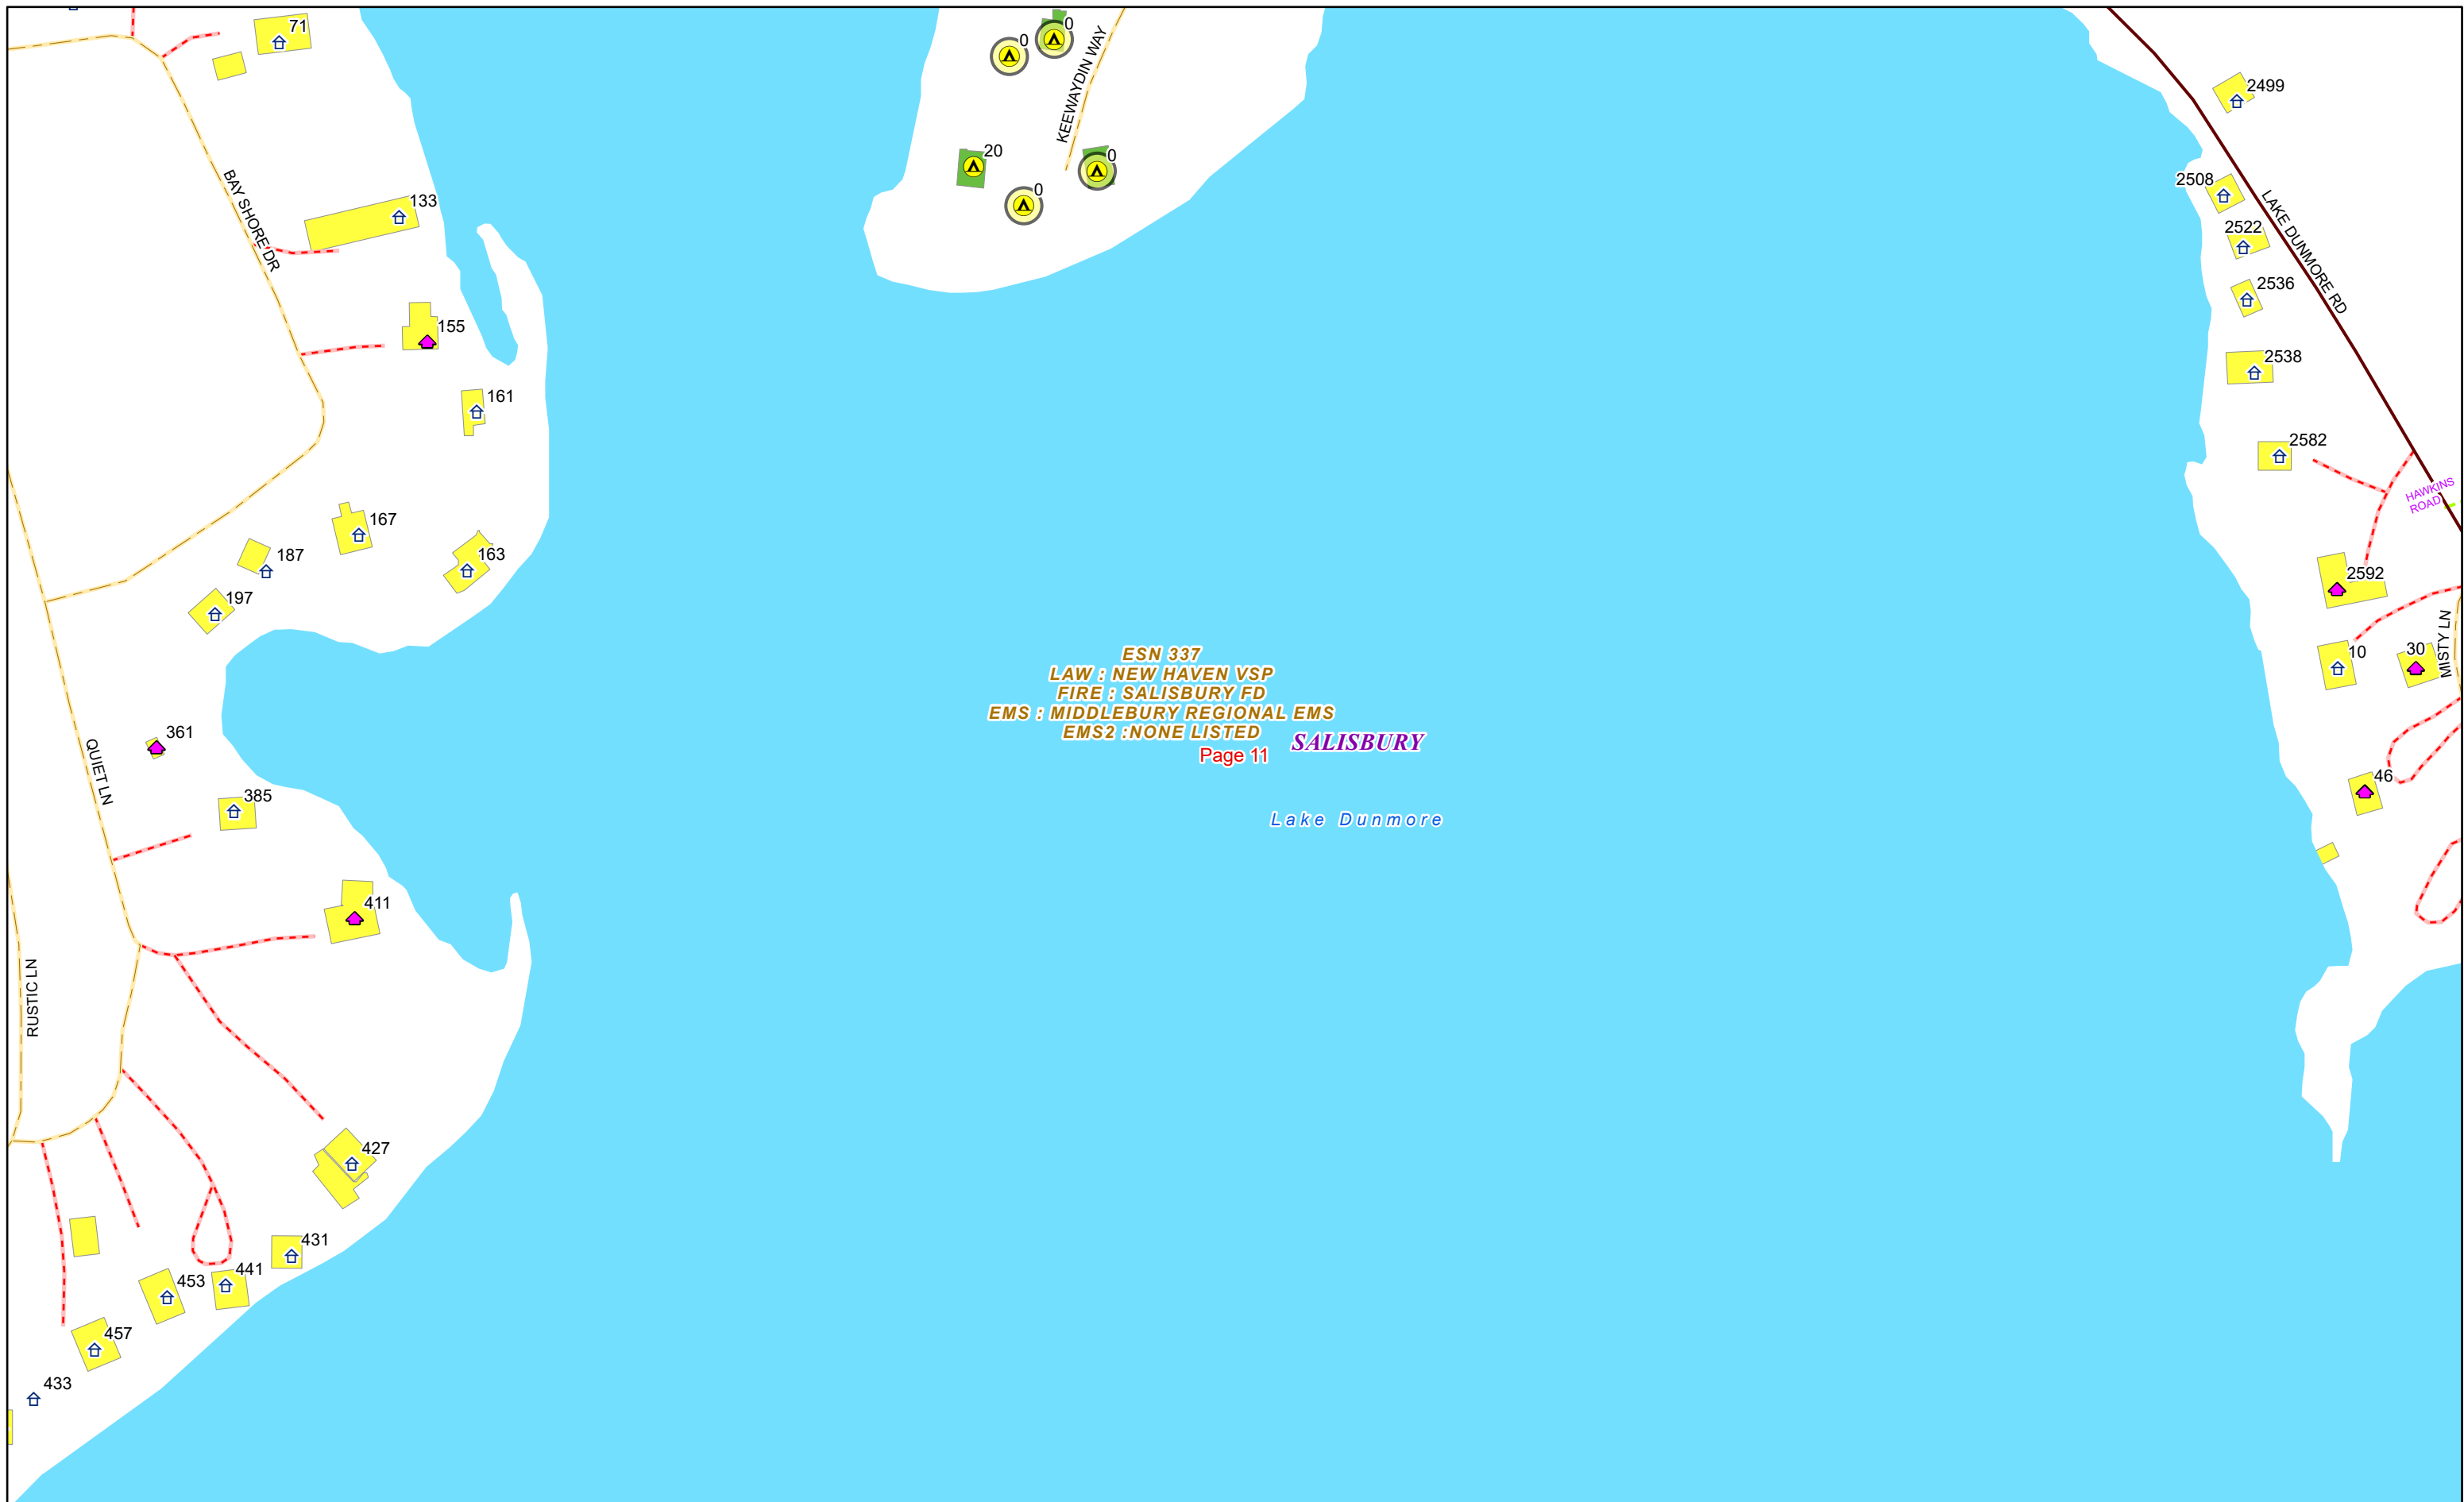 71
0
0
KEEWAYDIN WAY
2499
20
0
0
BAY SHORE DR
133
2508
2522
LAKE DUNMORE RD
2536
155
2538
161
2582
HAWKINS
ROAD
167
163
187
197
2592
MISTY LN
10
30
ESN 337
LAW : NEW HAVEN VSP
FIRE : SALISBURY FD
EMS : MIDDLEBURY REGIONAL EMS
EMS2 :NONE LISTED
SALISBURY
Page 11
361
QUIET LN
385
46
Lake Dunmore
411
RUSTIC LN
427
431
441
453
457
433